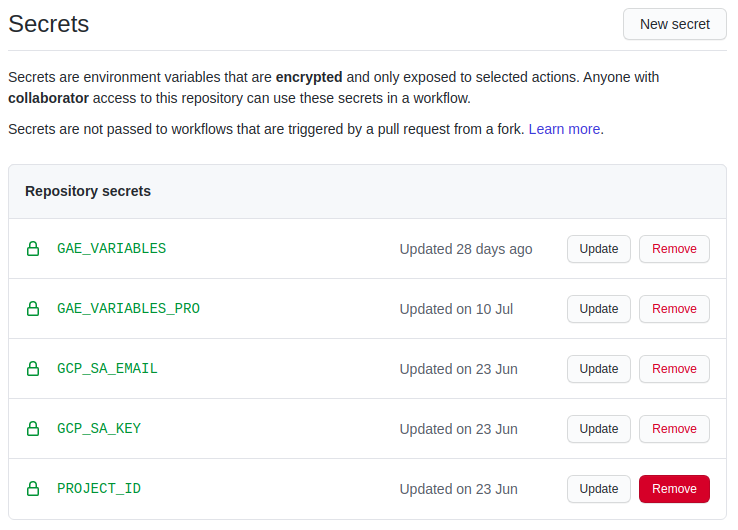 Secrets
New secret
Secrets are environment variables that are encrypted and only exposed to selected actions. Anyone with
collaborator access to this repository can use these secrets in a workflow.
Secrets are not passed to workflows that are triggered by a pull request from a fork. Learn more.
Repository secrets
GAE_VARIABLES Updated 28 days ago Update Remove
GAE_VARIABLES_PRO Updated on 10 Jul Update Remove
GCP_SA_EMAIL Updated on 23 Jun Update Remove
GCP_SA_KEY Updated on 23 Jun Update Remove
PROJECT_ID Updated on 23 Jun Update Remove